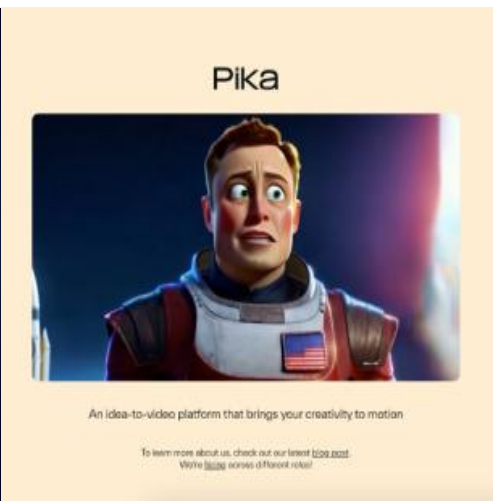 Pika
An idea-to-video platform that brings your creativity to motion
To learn more about us, check out our latest blog post.
We're hiring across different roles!